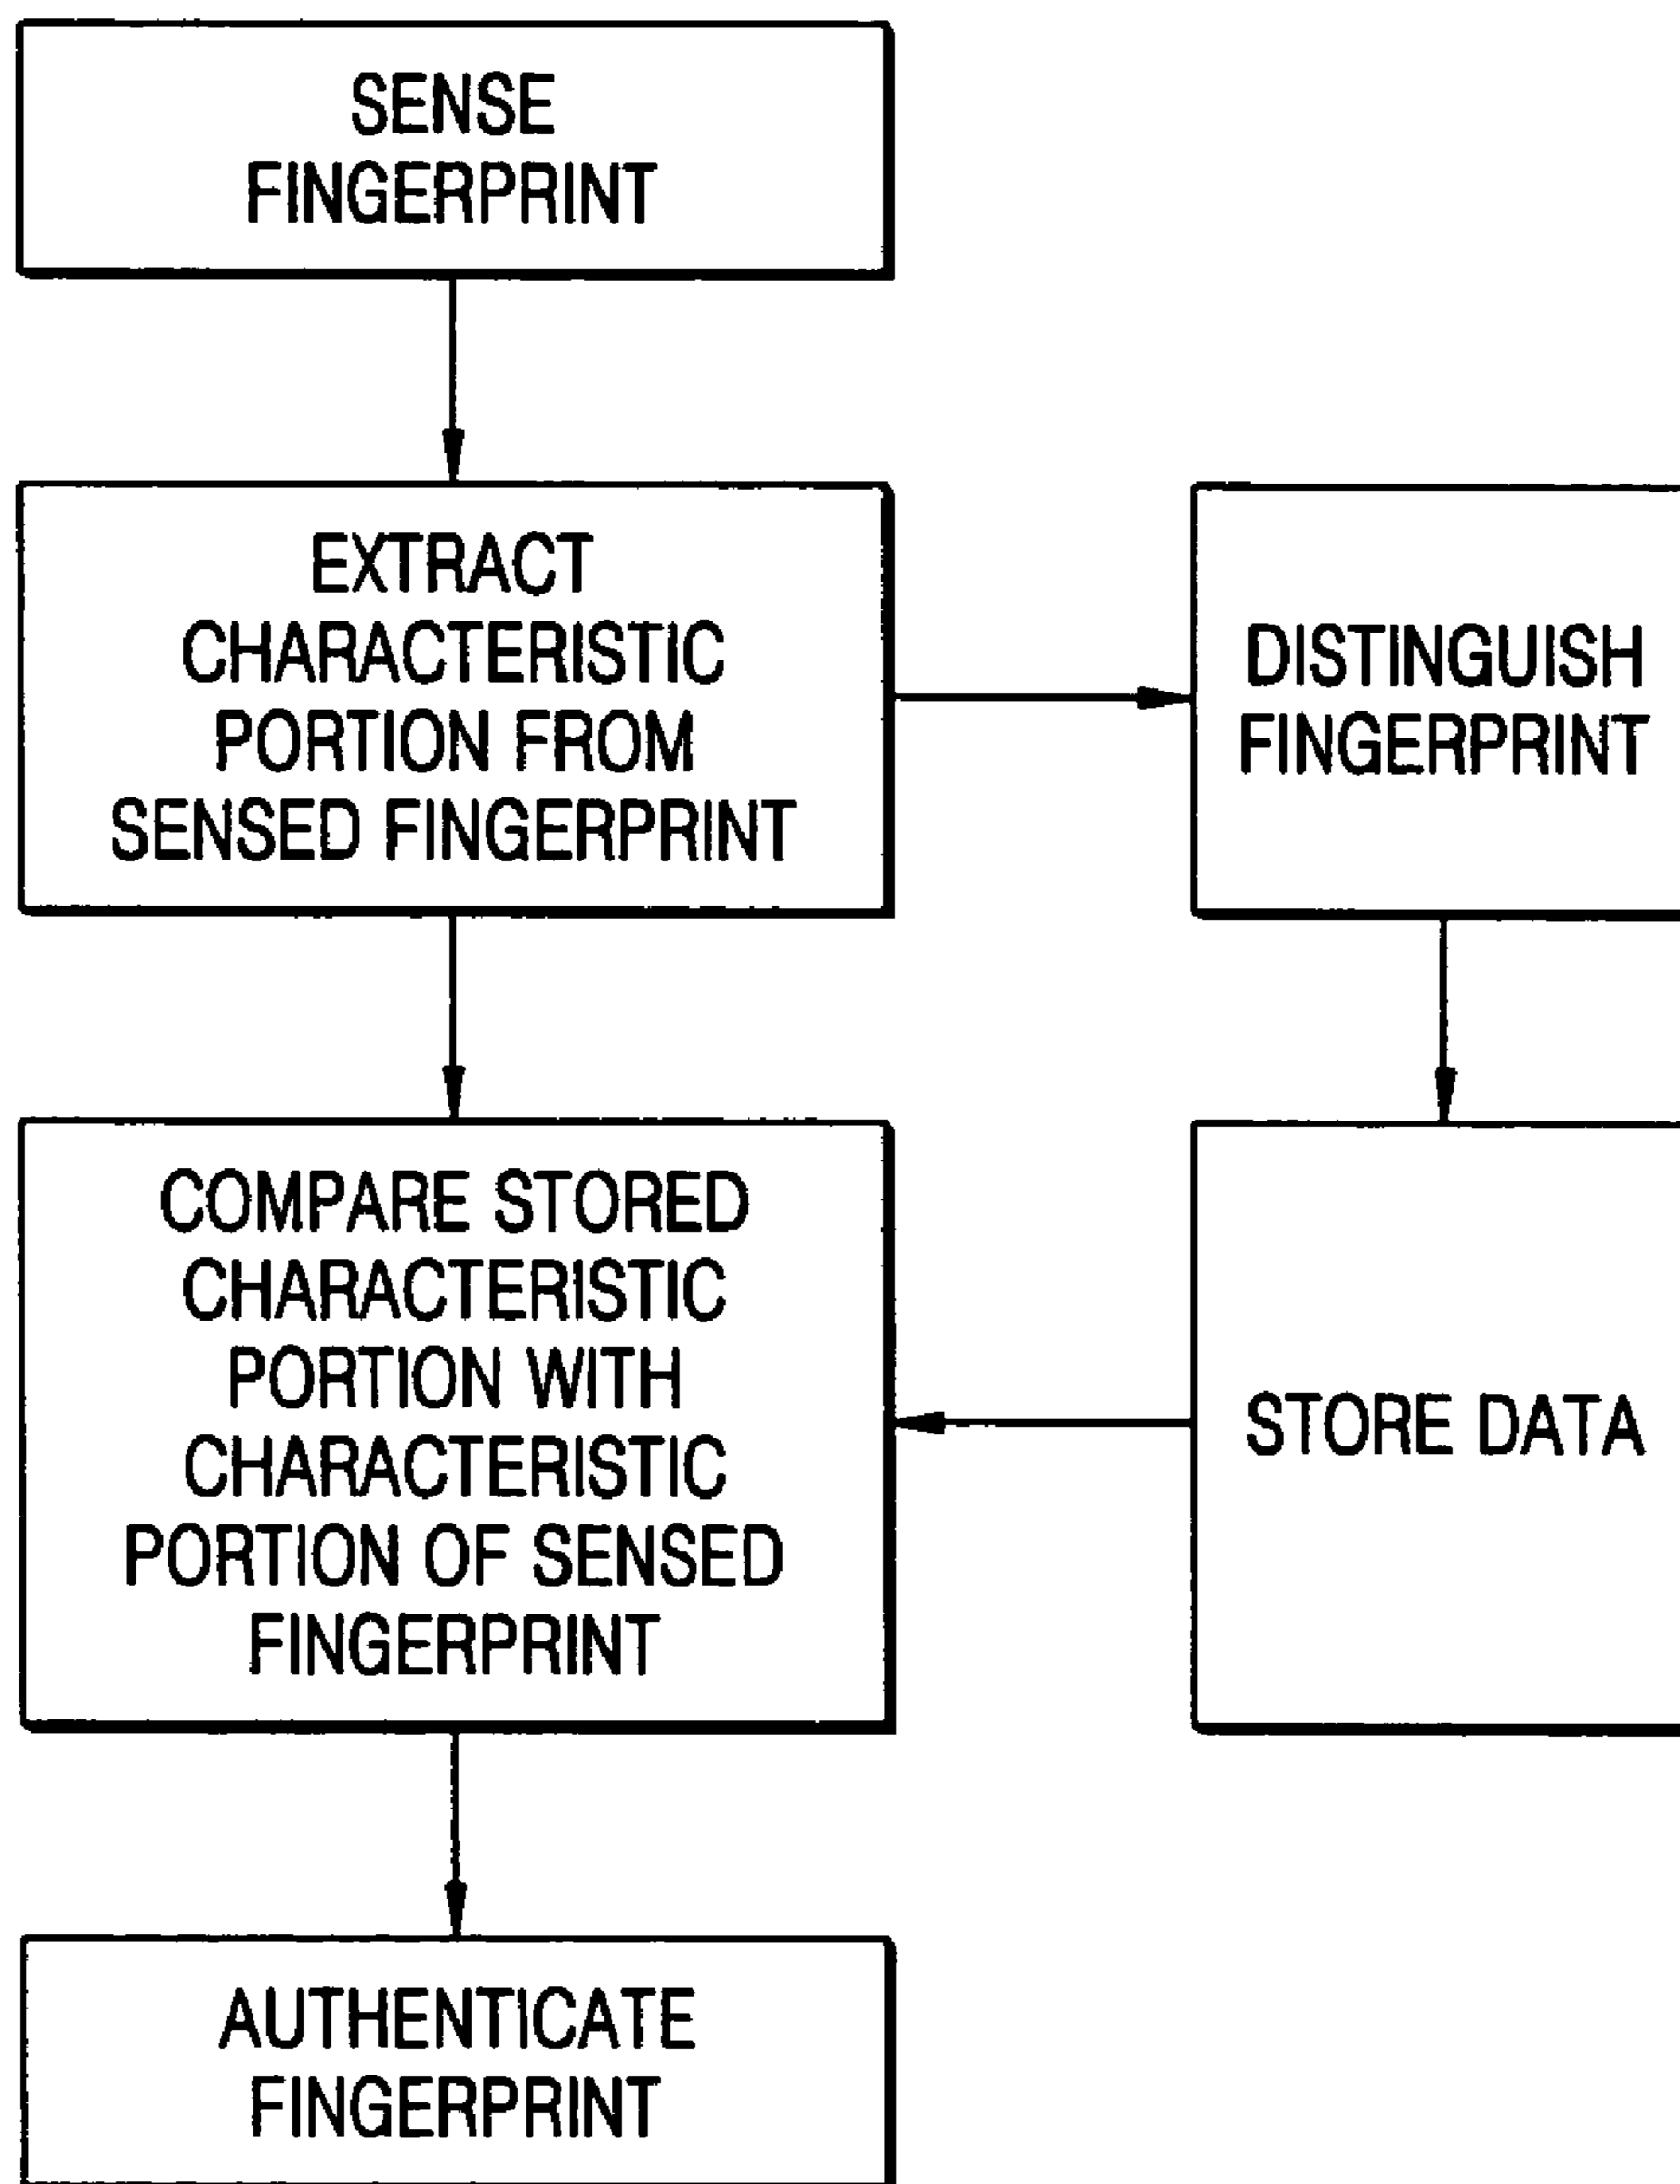 SENSE
FINGERPRINT
EXTRACT
CHARACTERISTIC
PORTION FROM
SENSED FINGERPRINT
DISTINGUISH
FINGERPRINT
COMPARE STORED
CHARACTERISTIC
PORTION WITH
CHARACTERISTIC
PORTION OF SENSED
FINGERPRINT
STORE DATA
AUTHENTICATE
FINGERPRINT